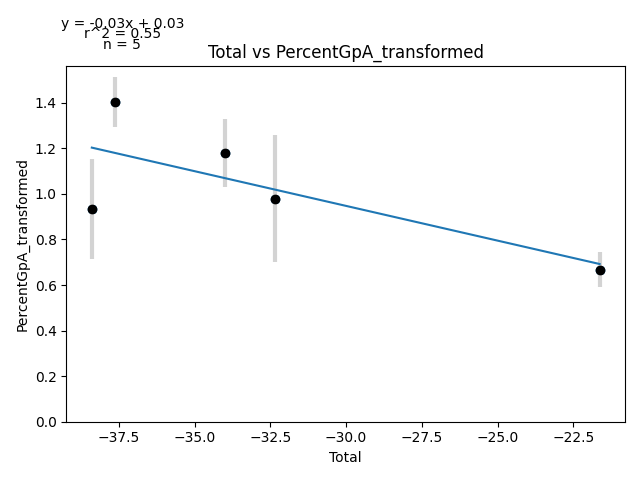 y = -0.03x + 0.03
r^2 = 0.55
n = 5
Total vs PercentGpA_transformed
PercentGpA_transformed
1.4
1.2
1.0
0.8
0.6
0.4
0.2
0.0
−37.5 −35.0 −32.5 −30.0 −27.5 −25.0 −22.5
Total